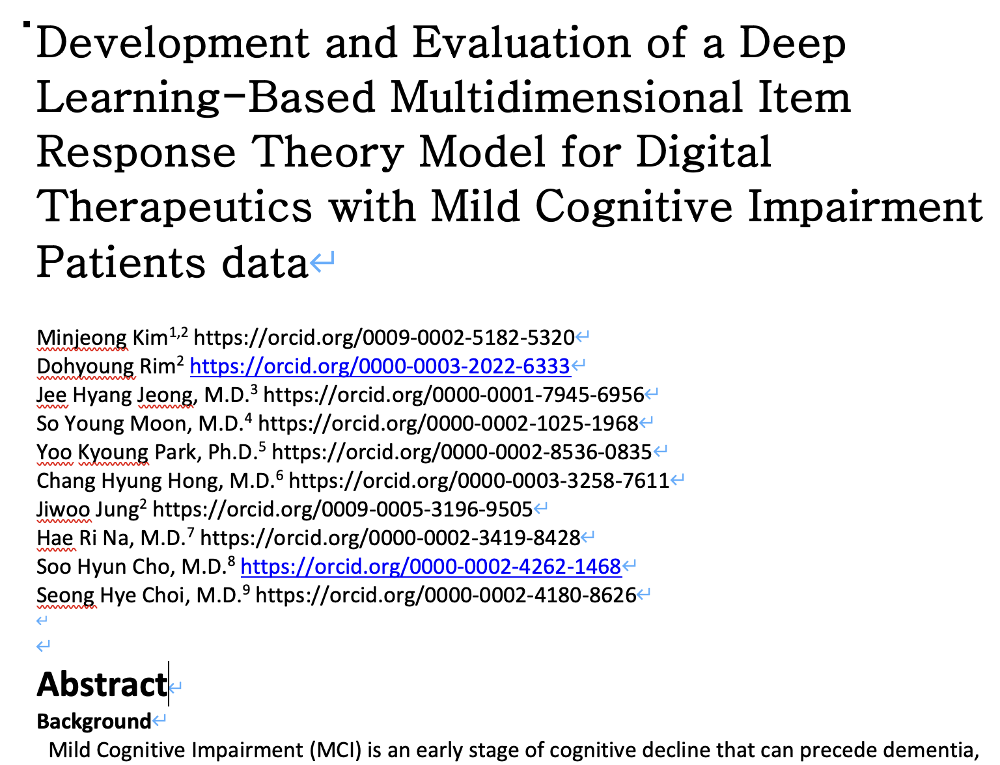 Development and Evaluation of a Deep
Learning-Based Multidimensional Item
Response Theory Model for Digital
Therapeutics with Mild Cognitive Impairment
Patients data
Minjeong Kim1,2 https://orcid.org/0009-0002-5182-5320
Dohyoung Rim2 https://orcid.org/0000-0003-2022-6333
Jee Hyang Jeong, M.D.3 https://orcid.org/0000-0001-7945-6956
So Young Moon, M.D.4 https://orcid.org/0000-0002-1025-1968
Yoo Kyoung Park, Ph.D.5 https://orcid.org/0000-0002-8536-0835
Chang Hyung Hong, M.D.6 https://orcid.org/0000-0003-3258-7611
Jiwoo Jung2 https://orcid.org/0009-0005-3196-9505
Hae Ri Na, M.D.7 https://orcid.org/0000-0002-3419-8428
Soo Hyun Cho, M.D.8 https://orcid.org/0000-0002-4262-1468
Seong Hye Choi, M.D.9 https://orcid.org/0000-0002-4180-8626
Abstract
Background
Mild Cognitive Impairment (MCI) is an early stage of cognitive decline that can precede dementia,